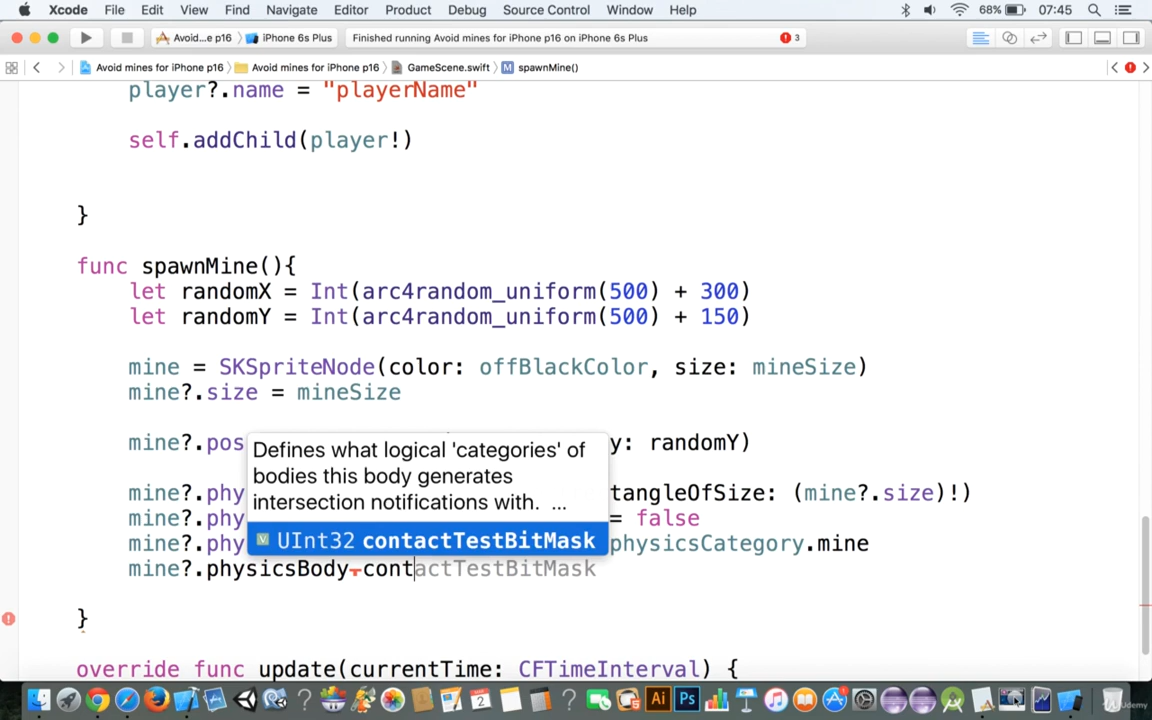 Xcode File Edit View Find Navigate Editor Product Debug Source Control Window Help 68% 07:45
Avoid...e p16 iPhone 6s Plus Finished running Avoid mines for iPhone p16 on iPhone 6s Plus 3
Avoid mines for iPhone p16 Avoid mines for iPhone p16 GameScene.swift M spawnMine()
player?.name = "playerName"
self.addChild(player!)
}
func spawnMine(){
let randomX = Int(arc4random_uniform(500) + 300)
let randomY = Int(arc4random_uniform(500) + 150)
mine = SKSpriteNode(color: offBlackColor, size: mineSize)
mine?.size = mineSize
mine?.pos y: randomY)
Defines what logical 'categories' of
bodies this body generates
intersection notifications with. ...
mine?.phy tangleOfSize: (mine?.size)!)
mine?.phy = false
V UInt32 contactTestBitMask
mine?.phy physicsCategory.mine
mine?.physicsBody.contactTestBitMask
}
override func update(currentTime: CFTimeInterval) {
Ai Ps
Udemy